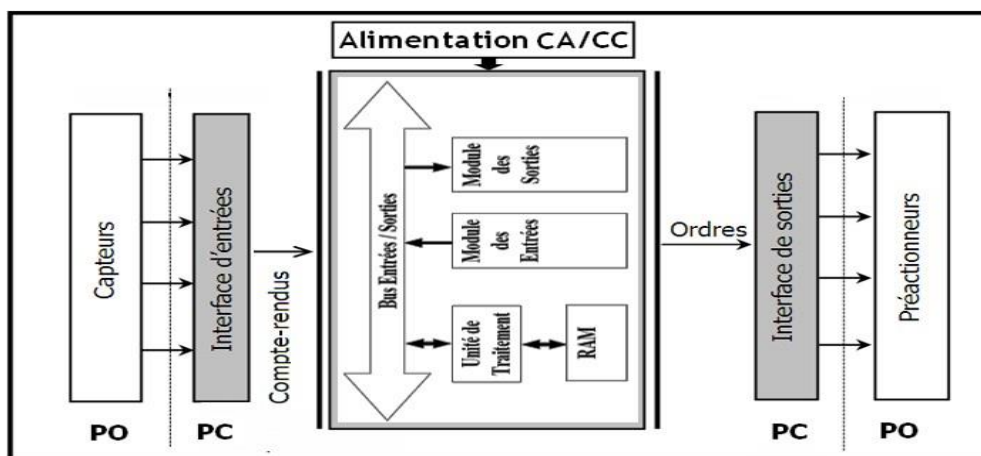 Alimentation CA/CC
Capteurs
Interface d'entrées
Compte-rendus
Bus Entrées / Sorties
Module
des
Sorties
Module
des
Entrées
Unité de
Traitement
RAM
Ordres
Interface de sorties
Préactionneurs
PO
PC
PC
PO